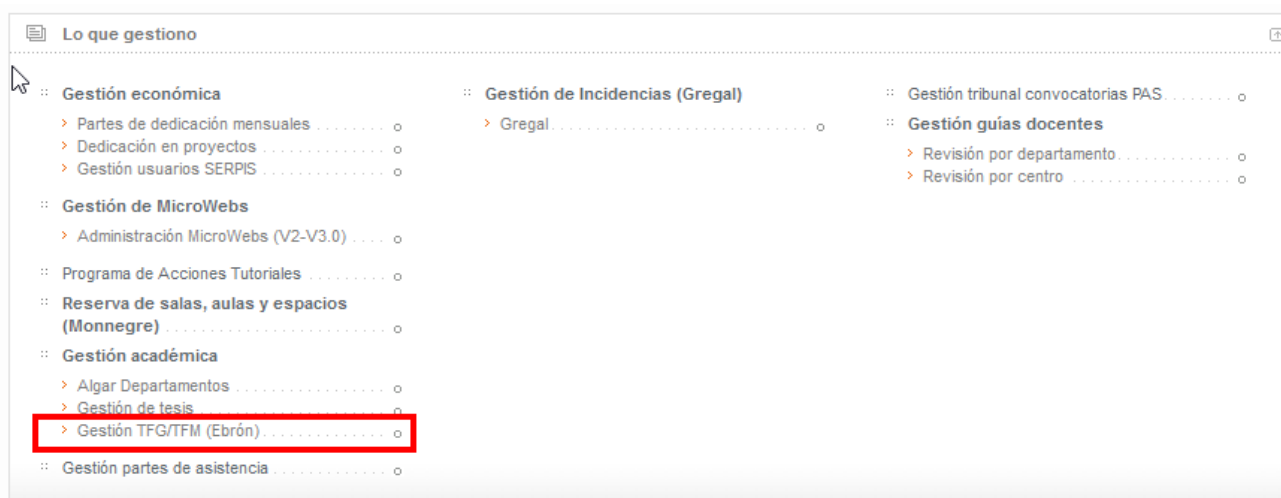 Lo que gestiono
Gestión económica
Partes de dedicación mensuales
Dedicación en proyectos
Gestión usuarios SERPIS
Gestión de MicroWebs
Administración MicroWebs (V2-V3.0)
Programa de Acciones Tutoriales
Reserva de salas, aulas y espacios
(Monnegre)
Gestión académica
Algar Departamentos
Gestión de tesis
Gestión TFG/TFM (Ebrón)
Gestión partes de asistencia
Gestión de Incidencias (Gregal)
Gregal
Gestión tribunal convocatorias PAS
Gestión guías docentes
Revisión por departamento
Revisión por centro